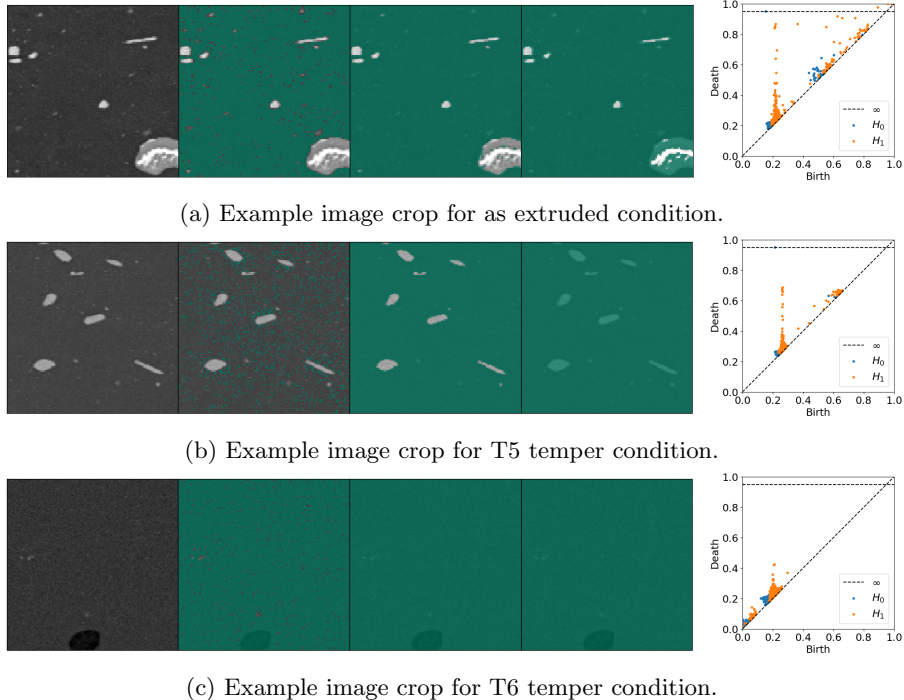 1.0
0.8
0.6
0.4
0.2
0.0
Death
∞
H₀
H₁
0.0 0.2 0.4 0.6 0.8 1.0
Birth
(a) Example image crop for as extruded condition.
1.0
0.8
0.6
0.4
0.2
0.0
Death
∞
H₀
H₁
0.0 0.2 0.4 0.6 0.8 1.0
Birth
(b) Example image crop for T5 temper condition.
1.0
0.8
0.6
0.4
0.2
0.0
Death
∞
H₀
H₁
0.0 0.2 0.4 0.6 0.8 1.0
Birth
(c) Example image crop for T6 temper condition.